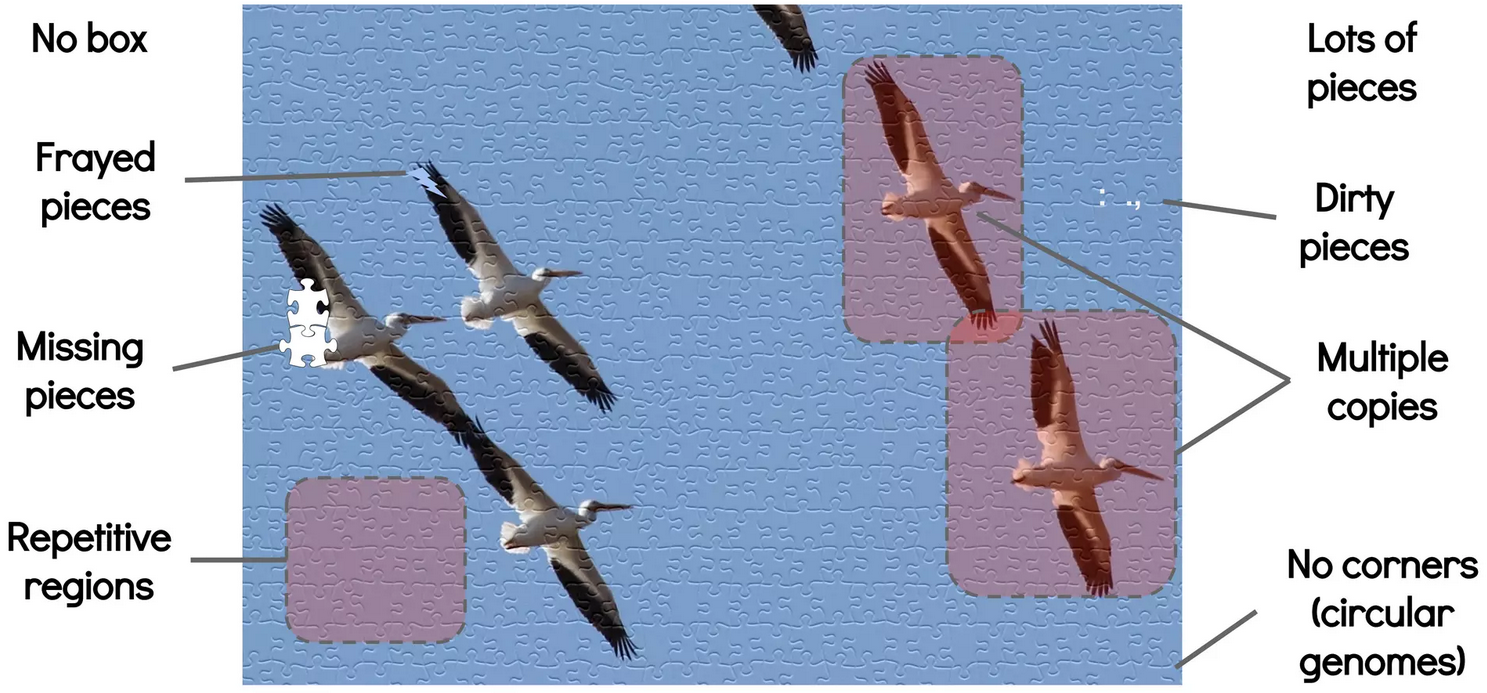 No box
Frayed
pieces
Missing
pieces
Repetitive
regions
Lots of
pieces
Dirty
pieces
Multiple
copies
No corners
(circular
genomes)